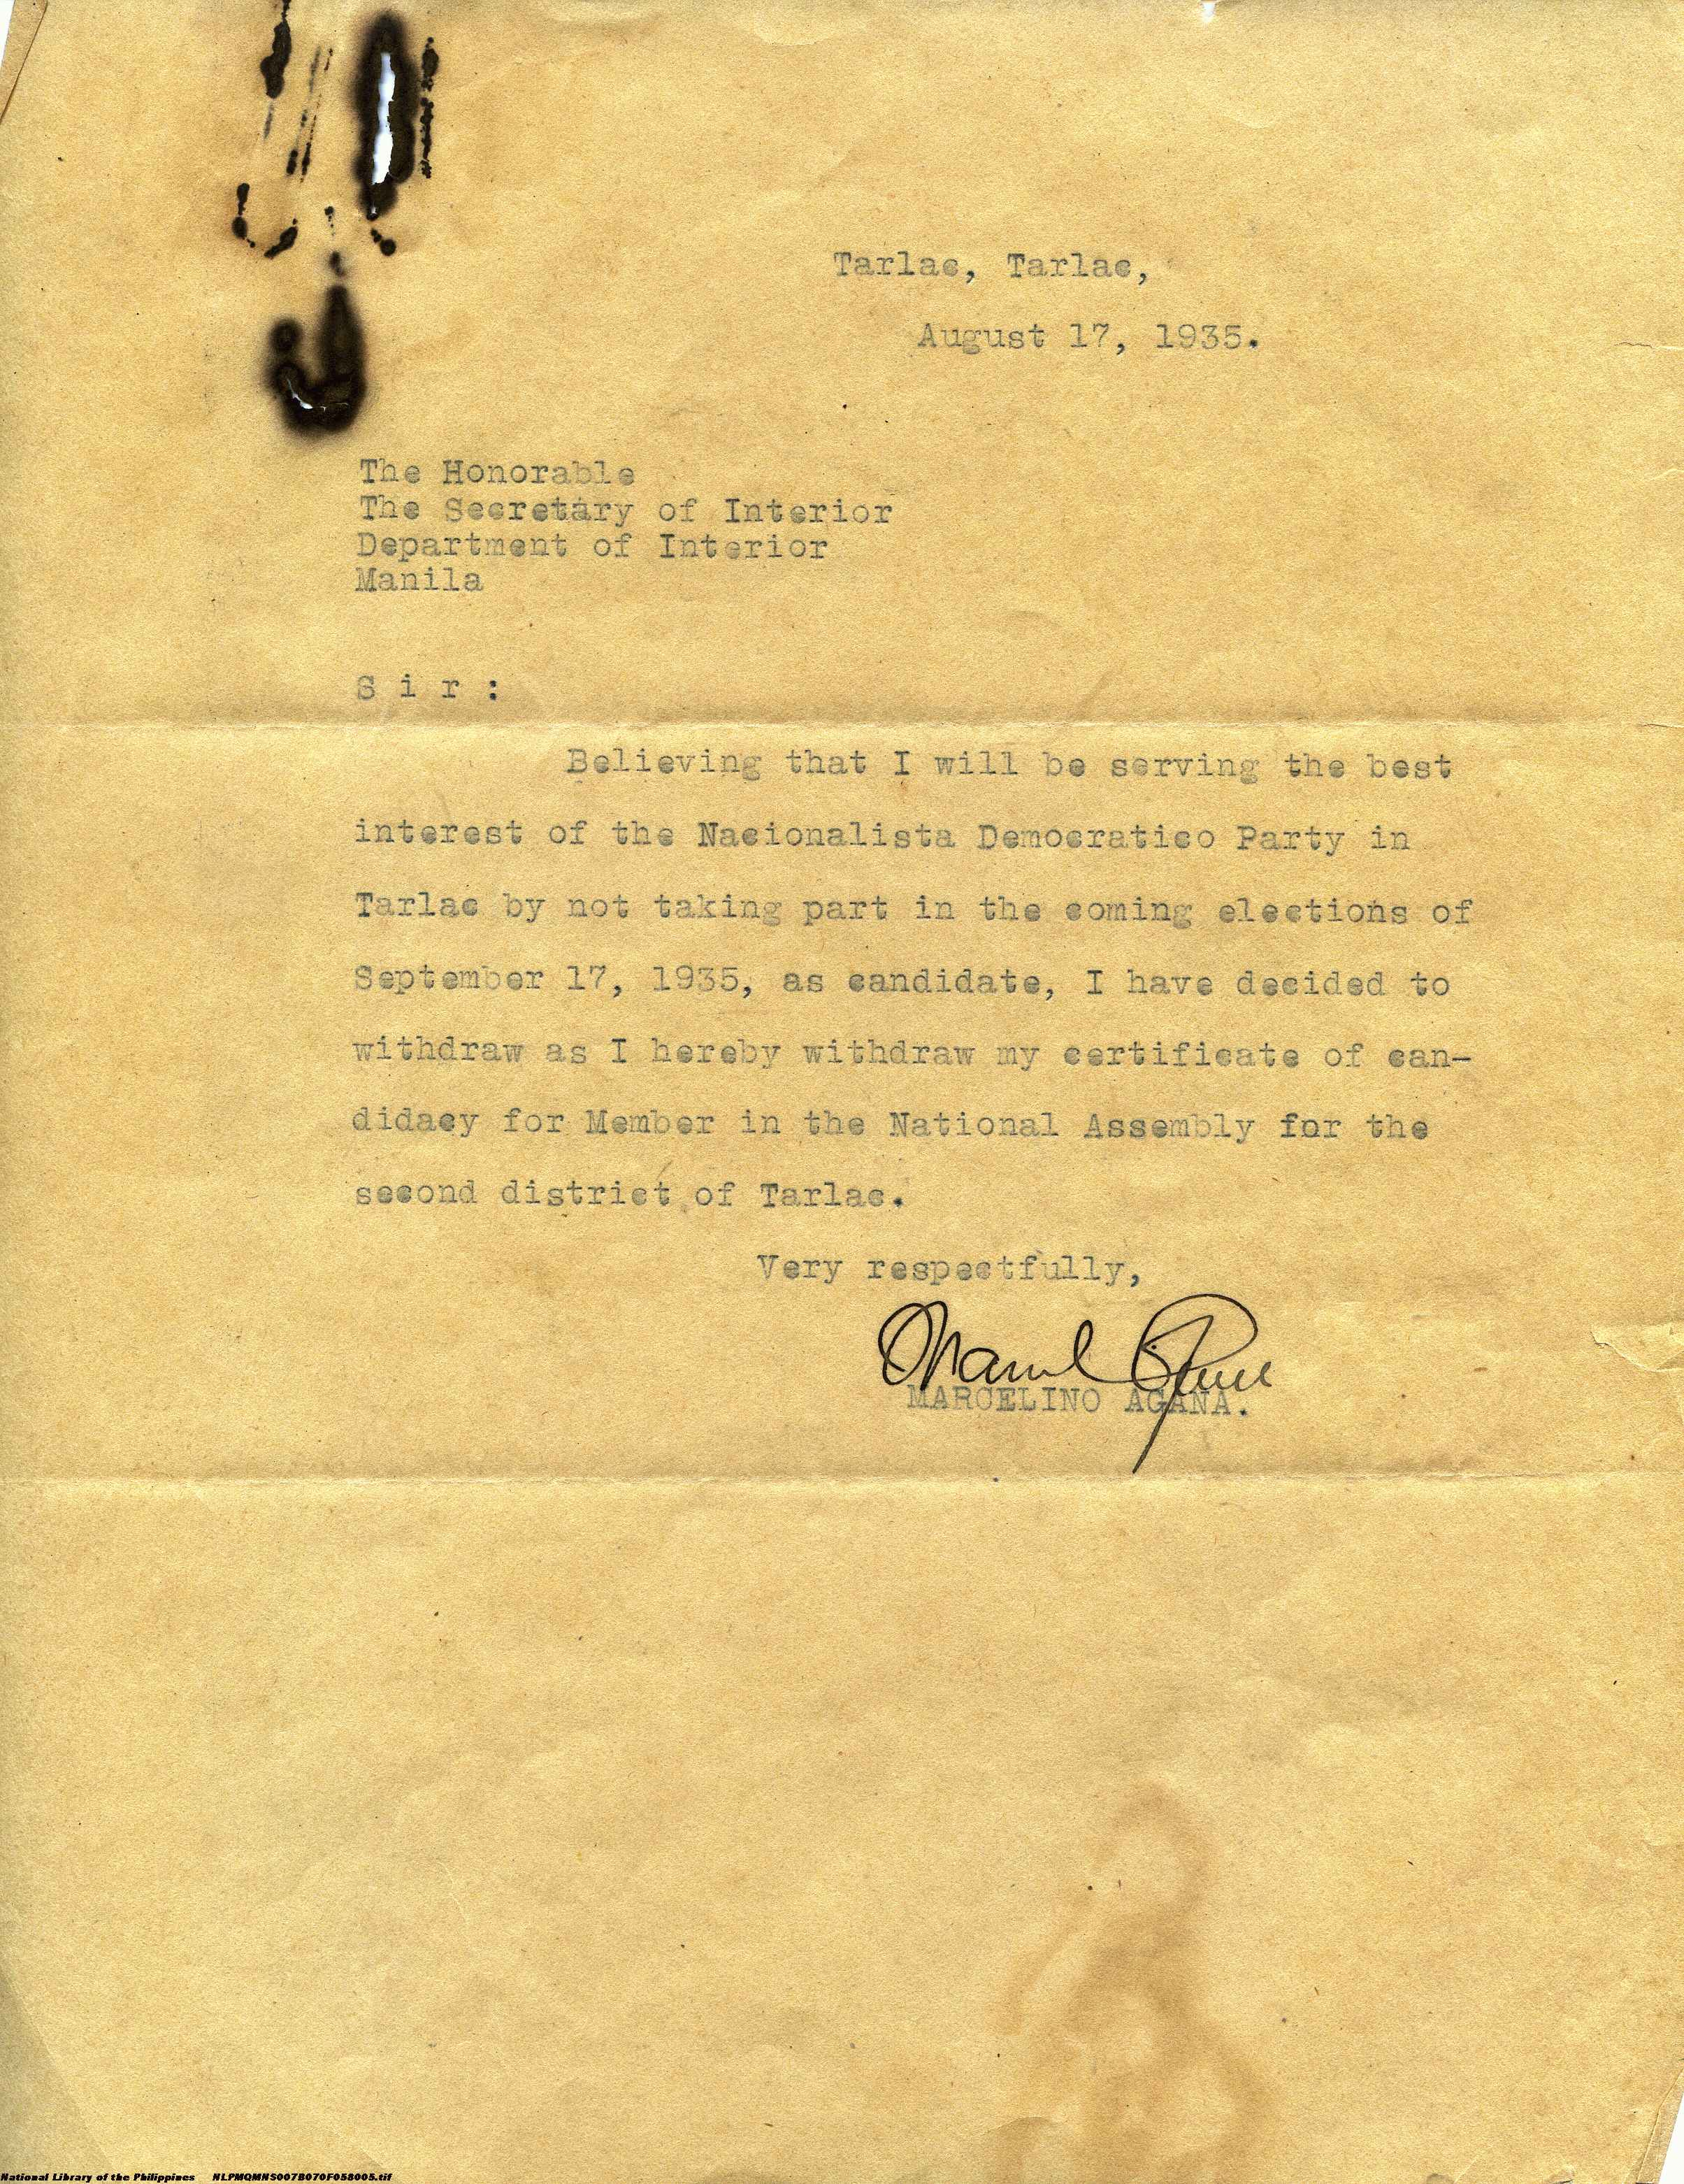 Tarlac, Tarlac,
August 17, 1935.
The Honorable
The Secretary of Interior
Department of Interior
Manila
S i r :
Believing that I will be serving the best
interest of the Nacionalista Democratico Party in
Tarlac by not taking part in the coming elections of
September 17, 1935, as candidate, I have decided to
withdraw as I hereby withdraw my certificate of can-
didacy for Member in the National Assembly for the
second district of Tarlac.
Very respectfully,
MARCELINO AGANA.
National Library of the Philippines NLPMQMNS007B070F058005.tif